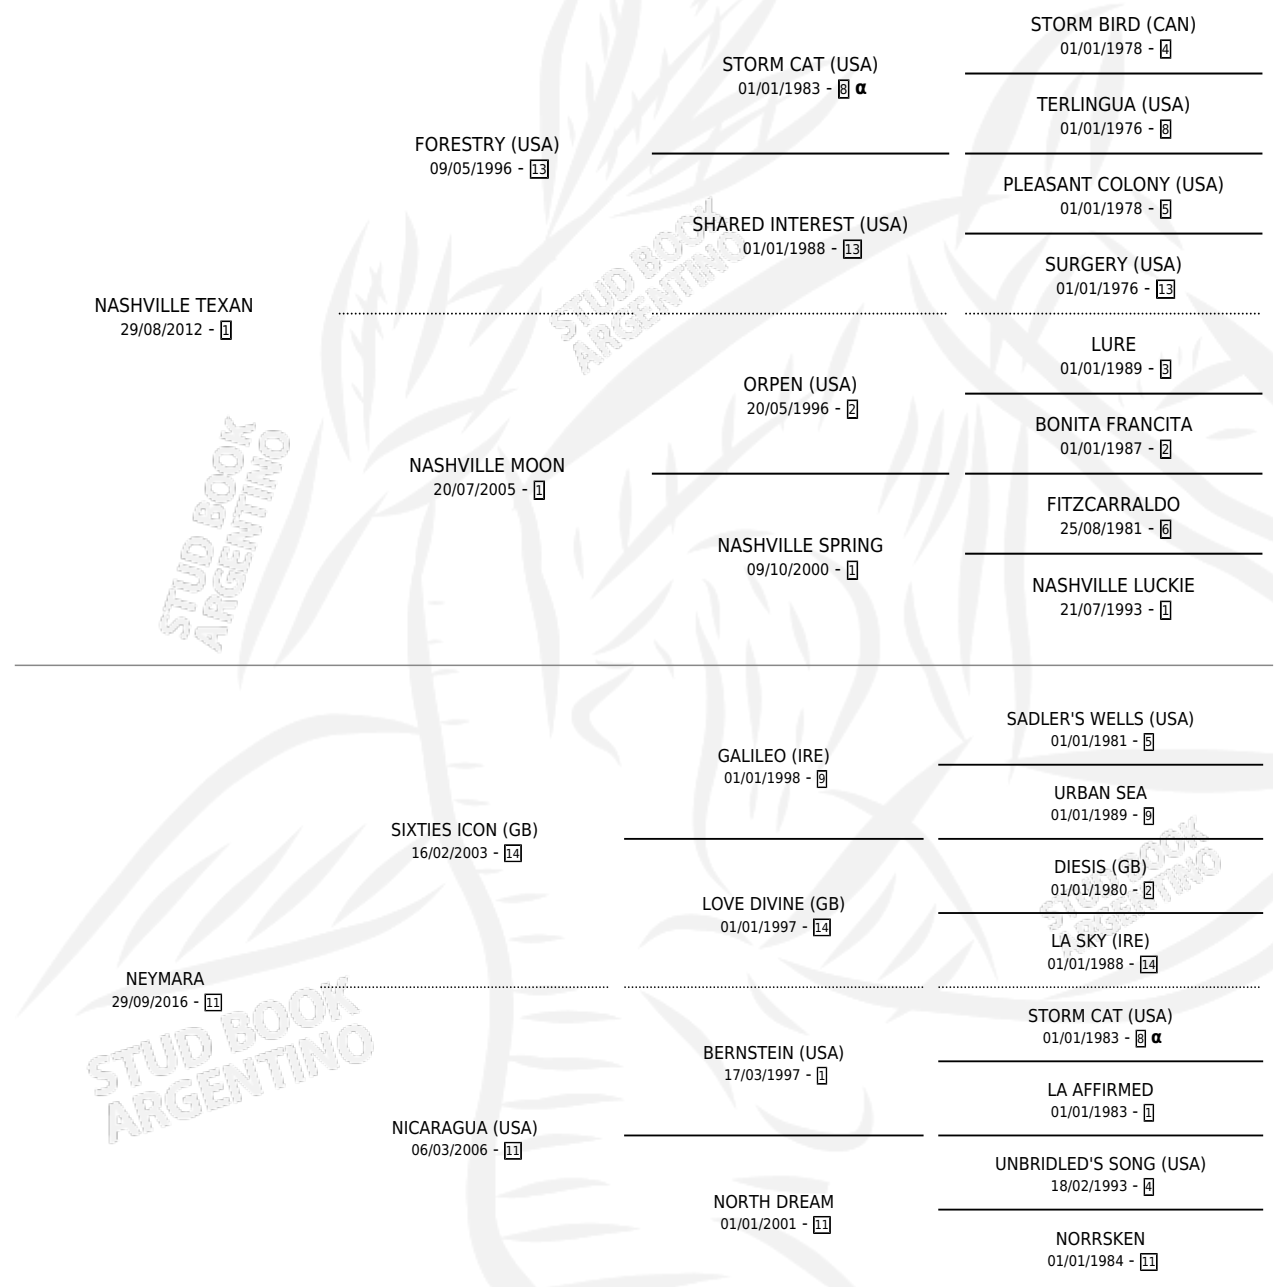 STORM BIRD (CAN)
01/01/1978 - 4
STORM CAT (USA)
01/01/1983 - 8 α
TERLINGUA (USA)
01/01/1976 - 8
FORESTRY (USA)
09/05/1996 - 13
PLEASANT COLONY (USA)
01/01/1978 - 5
SHARED INTEREST (USA)
01/01/1988 - 13
SURGERY (USA)
01/01/1976 - 13
NASHVILLE TEXAN
29/08/2012 - 1
LURE
01/01/1989 - 3
ORPEN (USA)
20/05/1996 - 2
BONITA FRANCITA
01/01/1987 - 2
NASHVILLE MOON
20/07/2005 - 1
FITZCARRALDO
25/08/1981 - 6
NASHVILLE SPRING
09/10/2000 - 1
NASHVILLE LUCKIE
21/07/1993 - 1
SADLER'S WELLS (USA)
01/01/1981 - 5
GALILEO (IRE)
01/01/1998 - 9
URBAN SEA
01/01/1989 - 9
SIXTIES ICON (GB)
16/02/2003 - 14
DIESIS (GB)
01/01/1980 - 2
LOVE DIVINE (GB)
01/01/1997 - 14
LA SKY (IRE)
01/01/1988 - 14
NEYMARA
29/09/2016 - 11
STORM CAT (USA)
01/01/1983 - 8 α
BERNSTEIN (USA)
17/03/1997 - 1
LA AFFIRMED
01/01/1983 - 1
NICARAGUA (USA)
06/03/2006 - 11
UNBRIDLED'S SONG (USA)
18/02/1993 - 4
NORTH DREAM
01/01/2001 - 11
NORRSKEN
01/01/1984 - 11
STUD BOOK
ARGENTINO
STUD BOOK
ARGENTINO
STUD BOOK
ARGENTINO
STUD BOOK
ARGENTINO